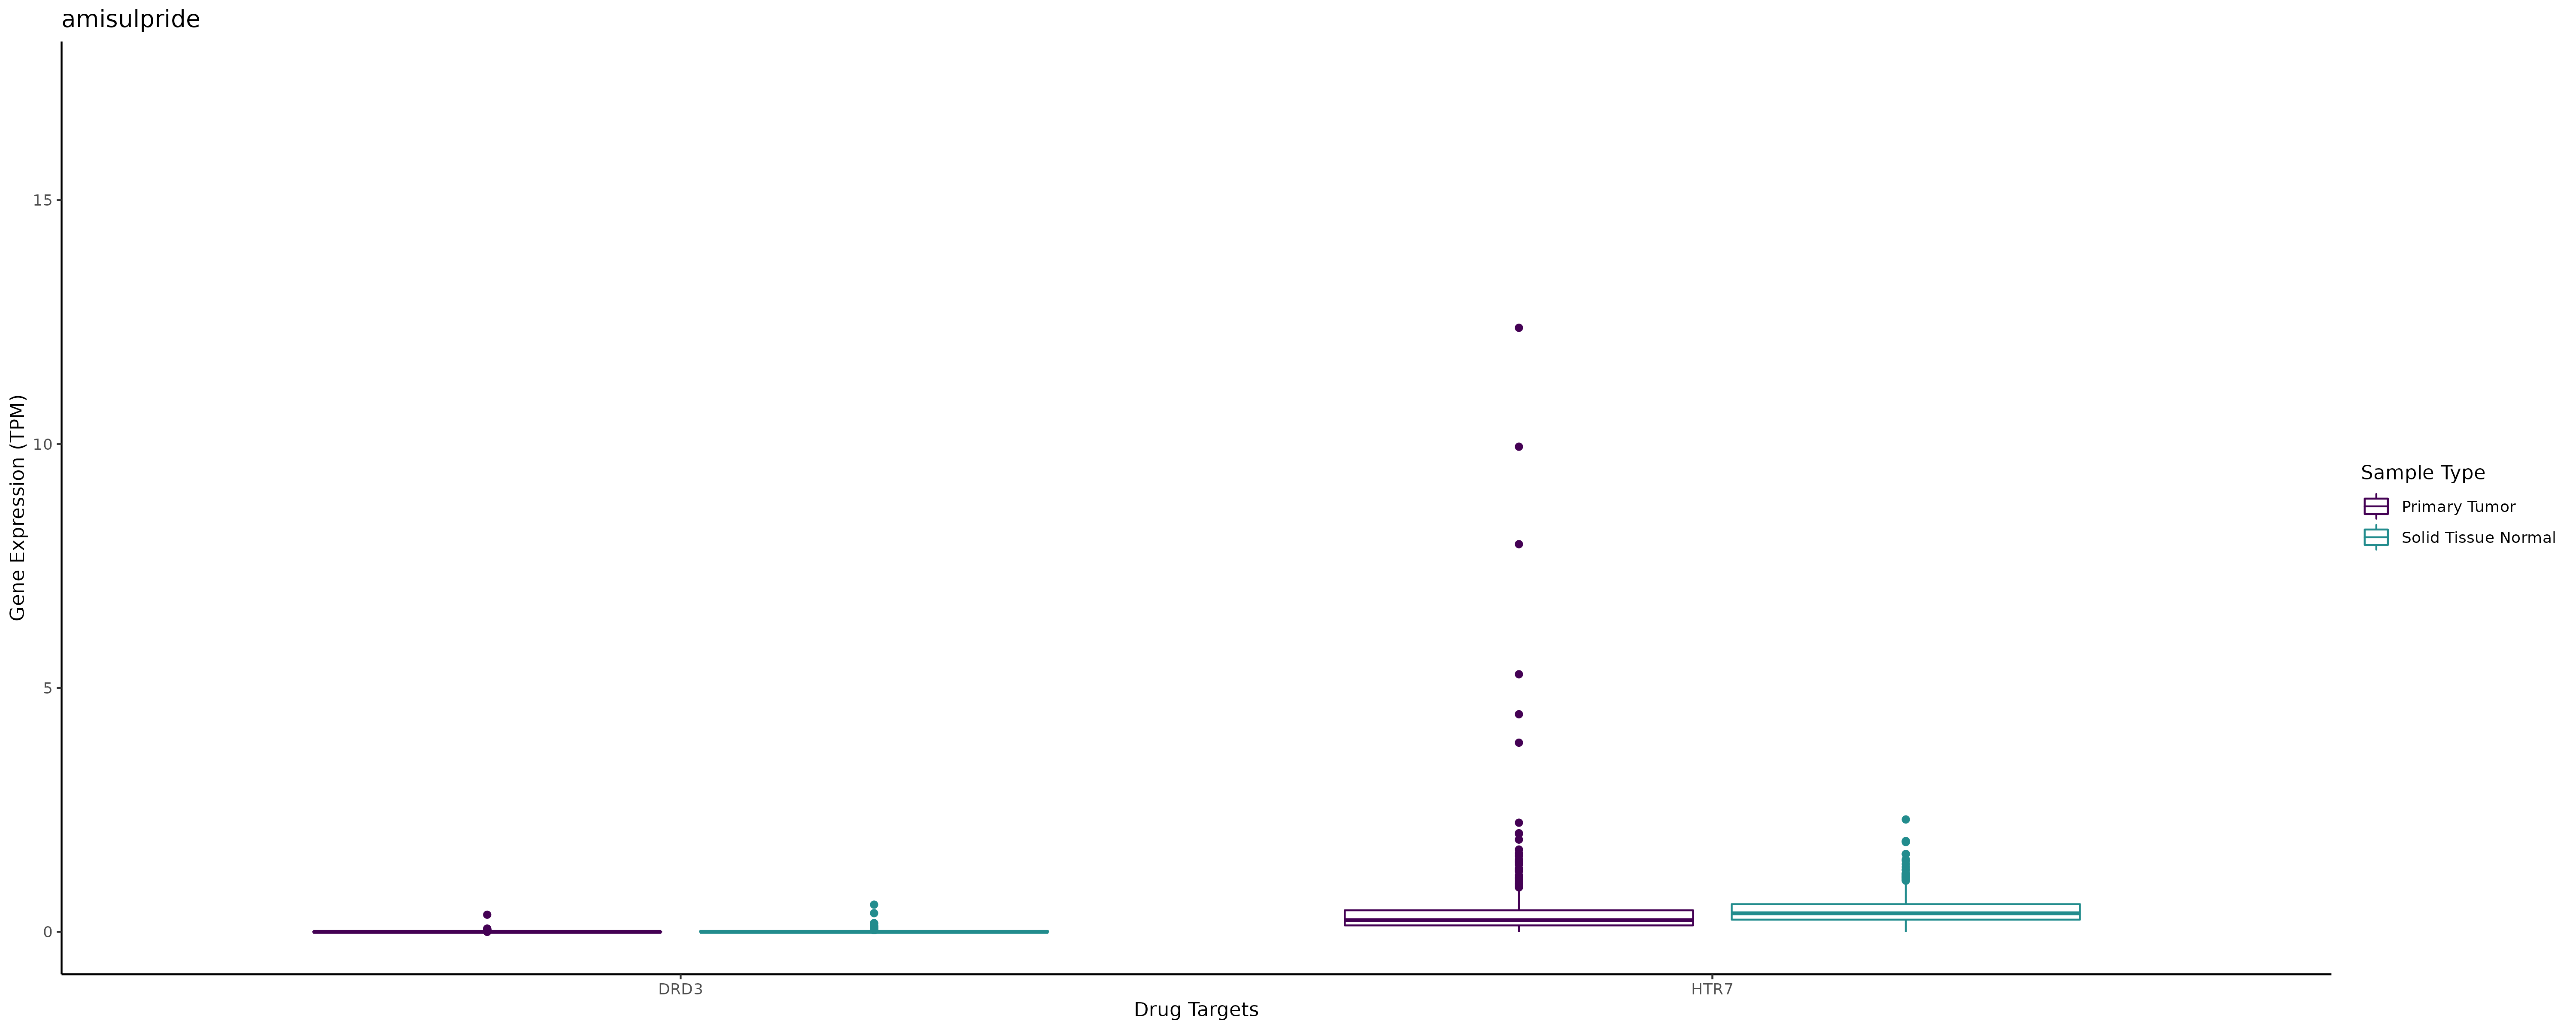 amisulpride
Gene Expression (TPM)
15
10
5
0
DRD3
HTR7
Drug Targets
Sample Type
Primary Tumor
Solid Tissue Normal